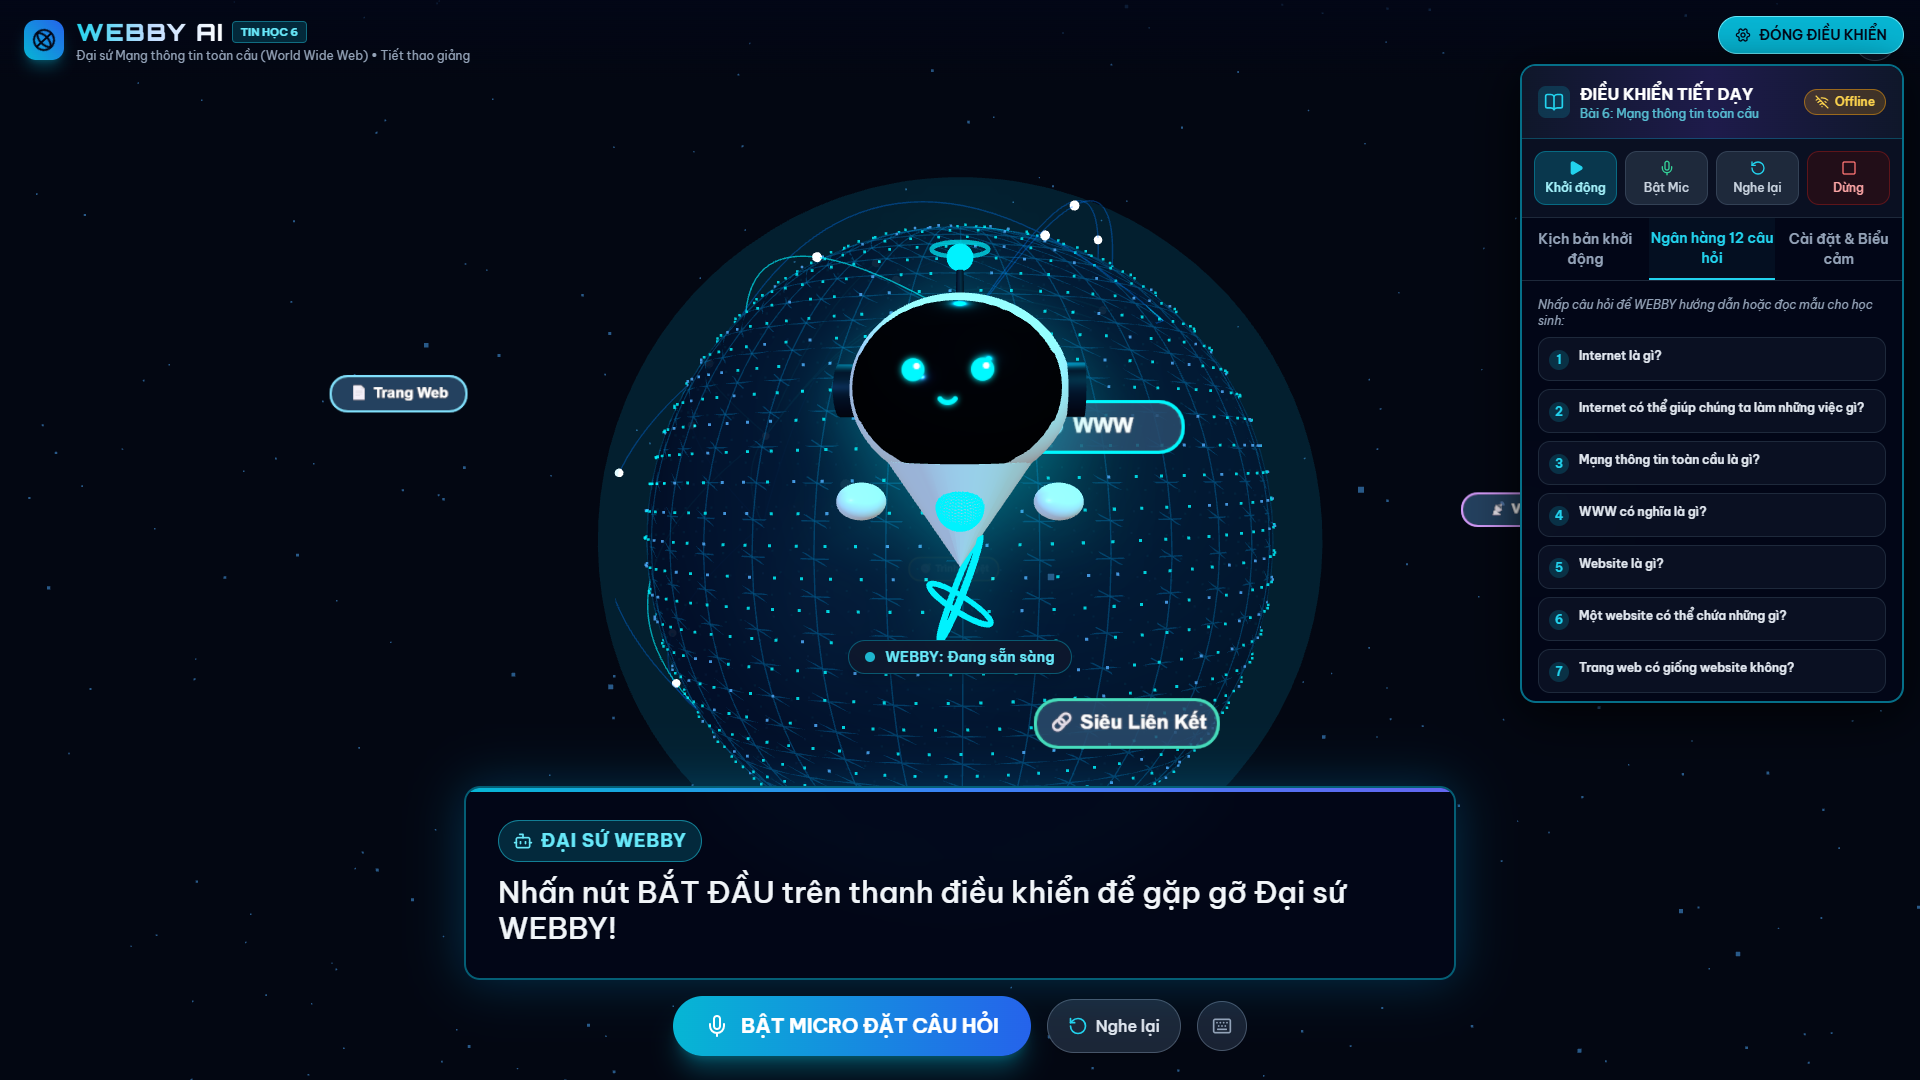 WEBBY AI TIN HỌC 6
Đại sứ Mạng thông tin toàn cầu (World Wide Web) • Tiết thao giảng
ĐÓNG ĐIỀU KHIỂN
ĐIỀU KHIỂN TIẾT DẠY
Bài 6: Mạng thông tin toàn cầu
Offline
Khởi động
Bật Mic
Nghe lại
Dừng
Kịch bản khởi động
Ngân hàng 12 câu hỏi
Cài đặt & Biểu cảm
Nhấp câu hỏi để WEBBY hướng dẫn hoặc đọc mẫu cho học
sinh:
1 Internet là gì?
2 Internet có thể giúp chúng ta làm những việc gì?
3 Mạng thông tin toàn cầu là gì?
4 WWW có nghĩa là gì?
5 Website là gì?
6 Một website có thể chứa những gì?
7 Trang web có giống website không?
Trang Web
WWW
WEBBY: Đang sẵn sàng
Siêu Liên Kết
ĐẠI SỨ WEBBY
Nhấn nút BẮT ĐẦU trên thanh điều khiển để gặp gỡ Đại sứ
WEBBY!
BẬT MICRO ĐẶT CÂU HỎI
Nghe lại